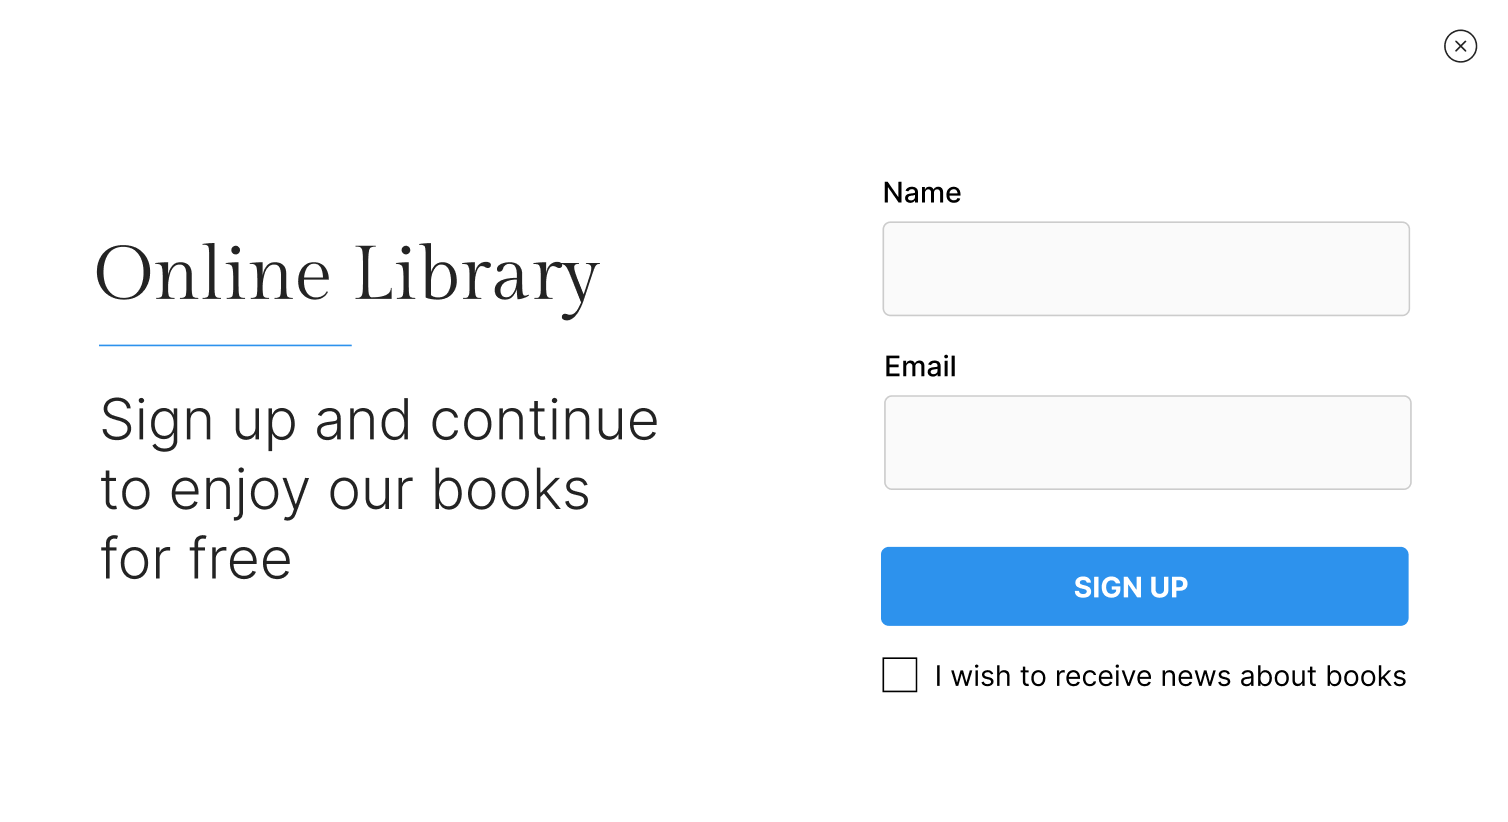 Online Library
Sign up and continue
to enjoy our books
for free
Name
Email
SIGN UP
I wish to receive news about books